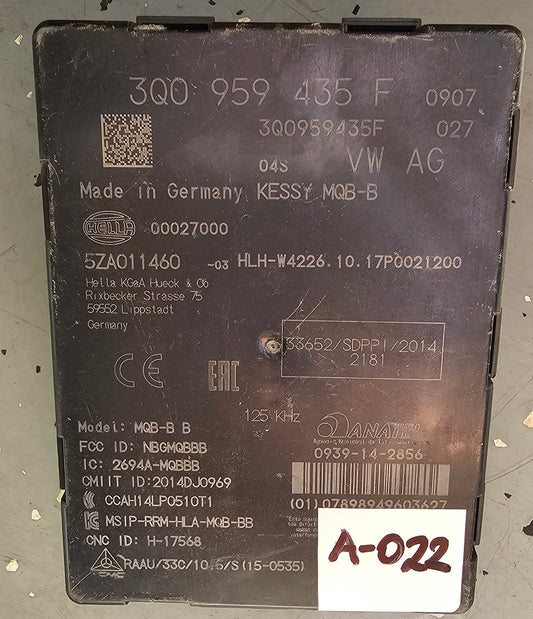 3Q0 959 435 F 0907
3Q0959435F 027
04S VW AG
Made in Germany KESSY MQB-B
HELLA 00027000
5ZA011460 -03 HLH-W4226.10.17P0021200
Hella KGaA Hueck & Co
Rixbecker Strasse 75
59552 Lippstadt
Germany
33652/SDPPI/2014
2181
CE EAC
125 KHz
ANATEL
Model: MQB-B B
0939-14-2856
FCC ID: NBGMQBBB
IC: 2694A-MQBBB
CMIIT ID:2014DJ0969
CCAH14LP0510T1
(01)07898949603627
MSIP-RRM-HLA-MQB-BB
CNC ID: H-17568
RAAU/33C/10.5/S(15-0535)
CNC
A-022